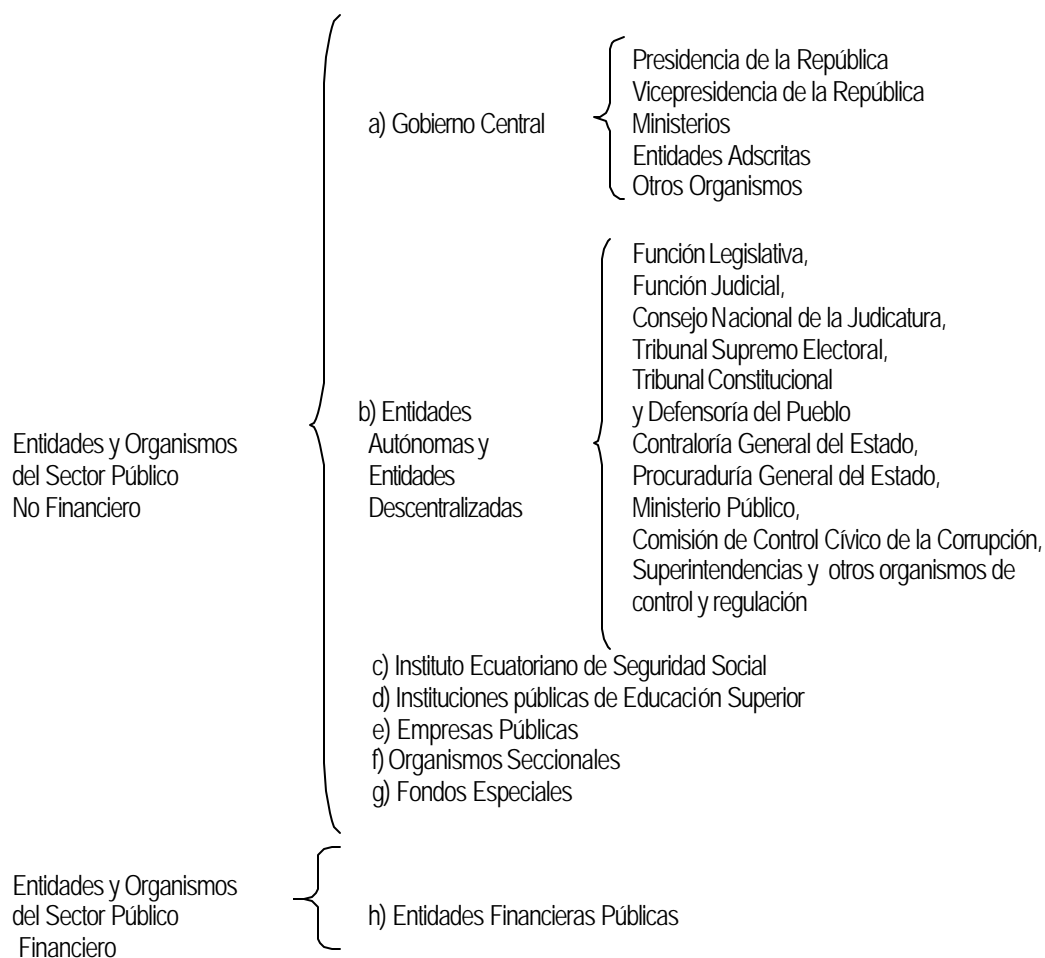 Entidades y Organismos
del Sector Público
No Financiero
a) Gobierno Central
Presidencia de la República
Vicepresidencia de la República
Ministerios
Entidades Adscritas
Otros Organismos
b) Entidades
Autónomas y
Entidades
Descentralizadas
Función Legislativa,
Función Judicial,
Consejo Nacional de la Judicatura,
Tribunal Supremo Electoral,
Tribunal Constitucional
y Defensoría del Pueblo
Contraloría General del Estado,
Procuraduría General del Estado,
Ministerio Público,
Comisión de Control Cívico de la Corrupción,
Superintendencias y otros organismos de
control y regulación
c) Instituto Ecuatoriano de Seguridad Social
d) Instituciones públicas de Educación Superior
e) Empresas Públicas
f) Organismos Seccionales
g) Fondos Especiales
Entidades y Organismos
del Sector Público
Financiero
h) Entidades Financieras Públicas